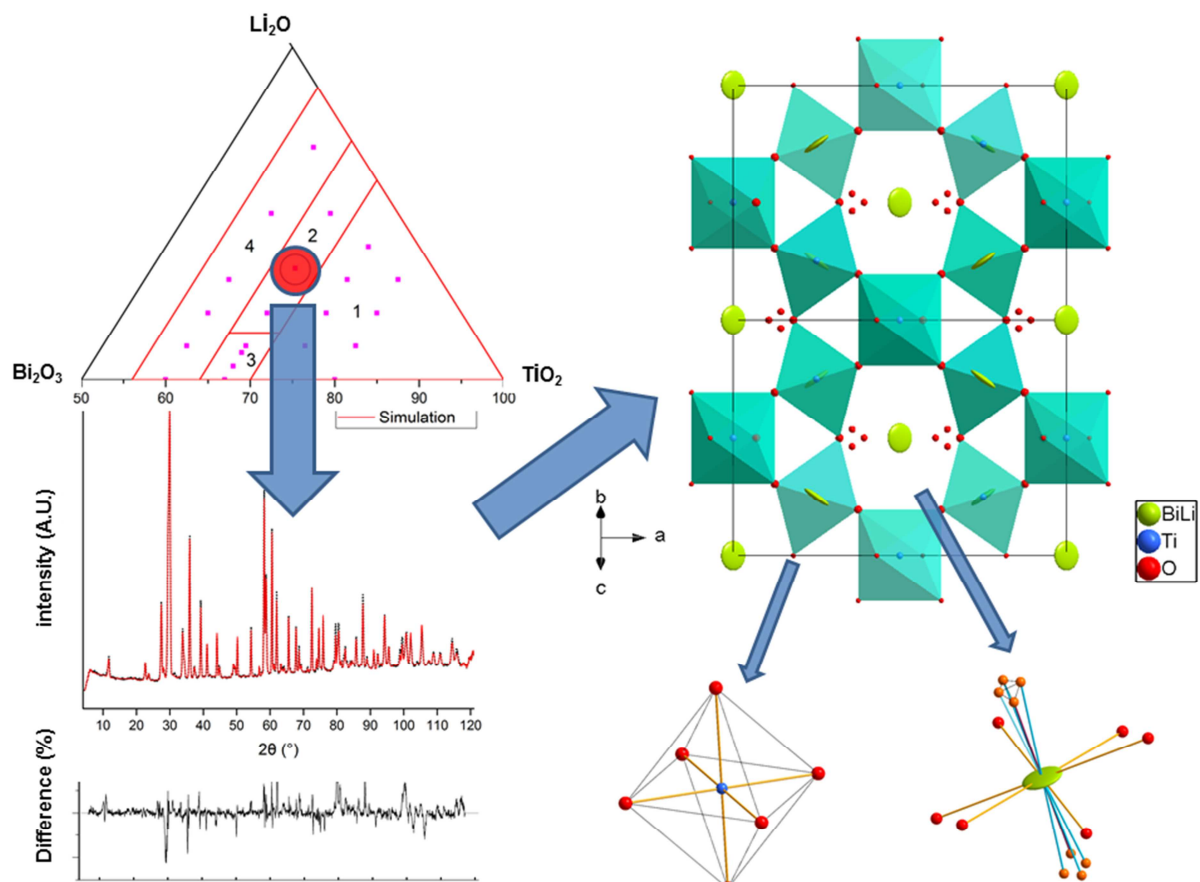 Li₂O
4
2
1
3
Bi₂O₃
TiO₂
50
60
70
80
90
100
Simulation
intensity (A.U.)
10 20 30 40 50 60 70 80 90 100 110 120
2θ (°)
Difference (%)
b
a
c
BiLi
Ti
O